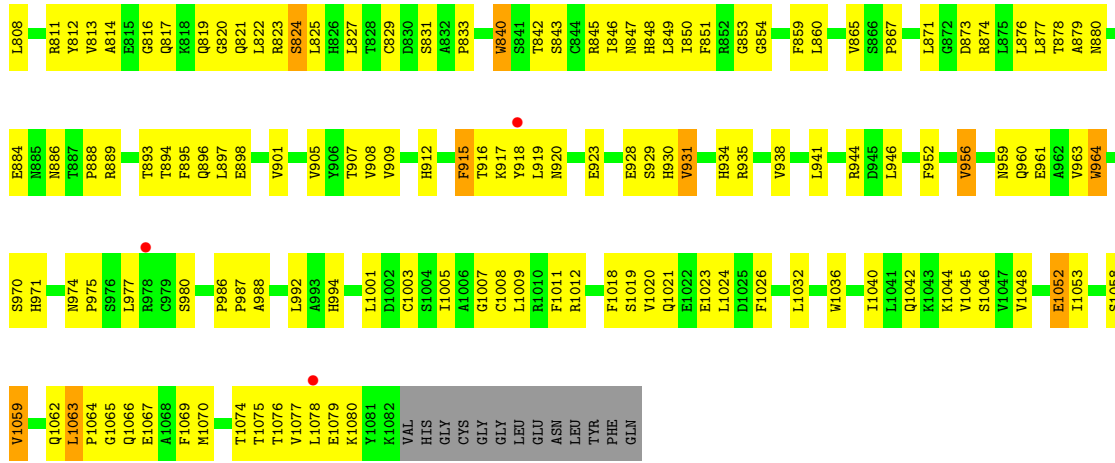 L808 R811 Y812 V813 A814 E815 G816 Q817 K818 Q819 G820 Q821 L822 R823 S824 L825 H826 L827 T828 C829 D830 S831 A832 P833 W840 S841 T842 S843 C844 R845 I846 N847 H848 L849 I850 F851 R852 G853 G854 F859 L860 V865 S866 P867 L871 G872 D873 R874 L875 L876 L877 T878 A879 N880
E884 N885 N886 T887 P888 R889 T893 T894 F895 Q896 L897 E898 V901 V905 Y906 T907 V908 V909 H912 F915 T916 K917 Y918 L919 N920 E923 E928 S929 H930 V931 H934 R935 V938 L941 R944 D945 L946 F952 V956 N959 Q960 E961 A962 V963 W964
S970 H971 N974 P975 S976 L977 R978 C979 S980 P986 P987 A988 L992 A993 H994 L1001 D1002 C1003 S1004 I1005 A1006 G1007 C1008 L1009 R1010 F1011 R1012 F1018 S1019 V1020 Q1021 E1022 E1023 L1024 D1025 F1026 L1032 W1036 I1040 L1041 Q1042 K1043 K1044 V1045 S1046 V1047 V1048 E1052 I1053 S1058
V1059 Q1062 L1063 P1064 G1065 Q1066 E1067 A1068 F1069 M1070 T1074 T1075 T1076 V1077 L1078 E1079 K1080 Y1081 K1082 VAL HIS GLY CYS GLY GLY LEU GLU ASN LEU TYR PHE GLN